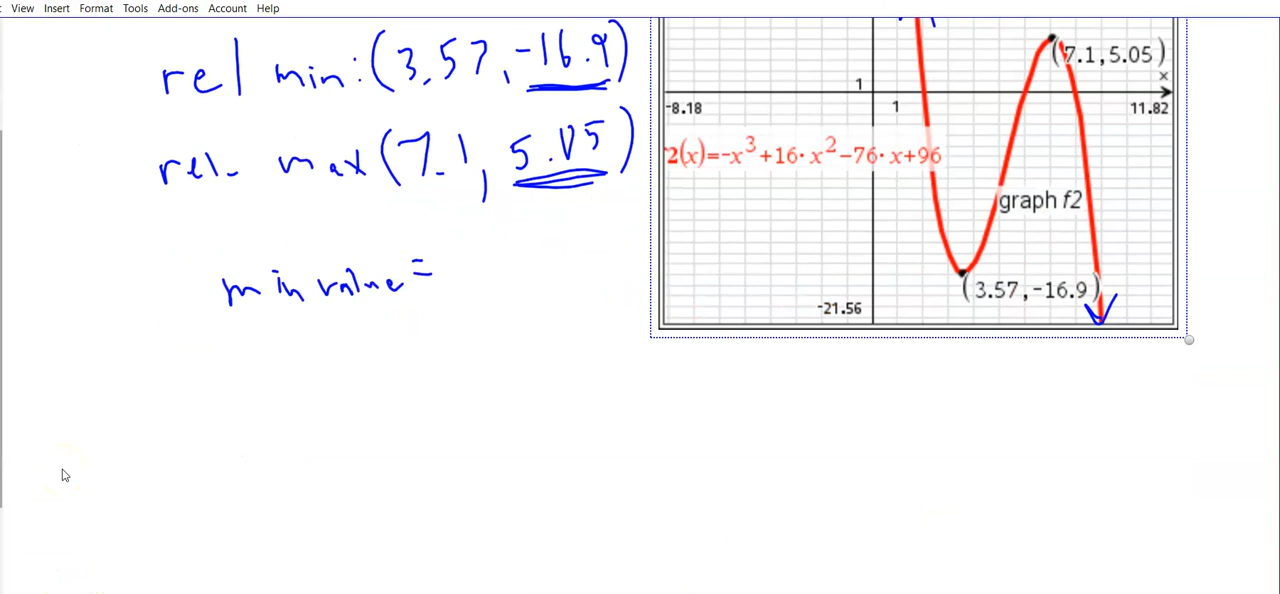 View Insert Format Tools Add-ons Account Help
rel min: (3.57, -16.9)
rel. max (7.1, 5.05)
min value =
(7.1,5.05)
x
1
-8.18
1
11.82
2(x)=-x³+16·x²-76·x+96
graph f2
(3.57,-16.9)
-21.56